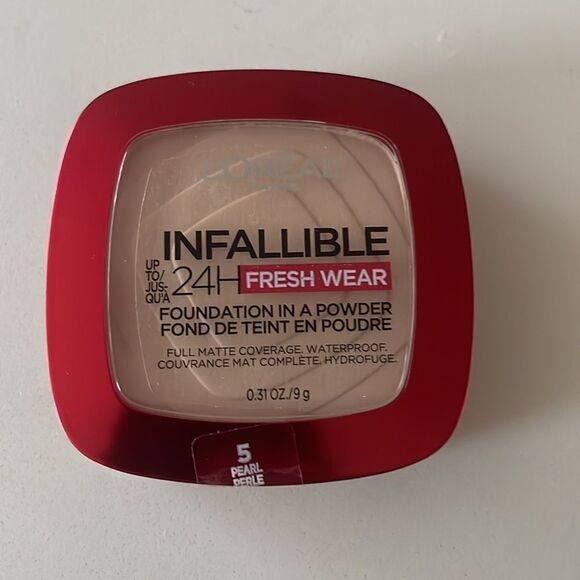 L'ORÉAL
INFALLIBLE
UP
TO/
JUS-
QU'À
24H FRESH WEAR
FOUNDATION IN A POWDER
FOND DE TEINT EN POUDRE
FULL MATTE COVERAGE. WATERPROOF.
COUVRANCE MAT COMPLÈTE. HYDROFUGE.
0.31 OZ./9 g
5
PEARL
PERLE